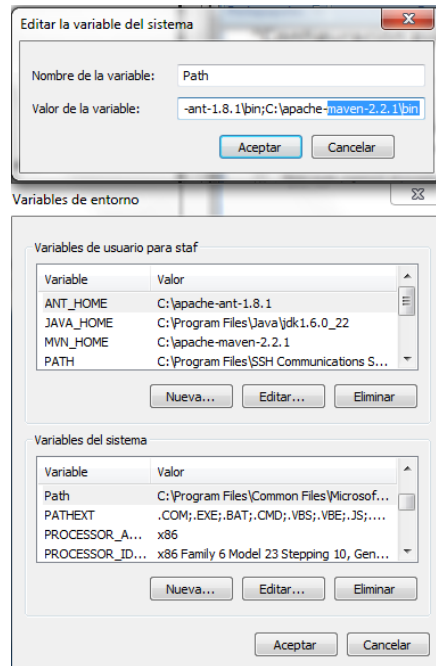 Editar la variable del sistema
Nombre de la variable: Path
Valor de la variable: -ant-1.8.1\bin;C:\apache-maven-2.2.1\bin
Aceptar Cancelar
Variables de entorno
Variables de usuario para staf
Variable Valor
ANT_HOME C:\apache-ant-1.8.1
JAVA_HOME C:\Program Files\Java\jdk1.6.0_22
MVN_HOME C:\apache-maven-2.2.1
PATH C:\Program Files\SSH Communications S...
Nueva... Editar... Eliminar
Variables del sistema
Variable Valor
Path C:\Program Files\Common Files\Microsof...
PATHEXT .COM;.EXE;.BAT;.CMD;.VBS;.VBE;.JS;....
PROCESSOR_A... x86
PROCESSOR_ID... x86 Family 6 Model 23 Stepping 10, Gen...
Nueva... Editar... Eliminar
Aceptar Cancelar